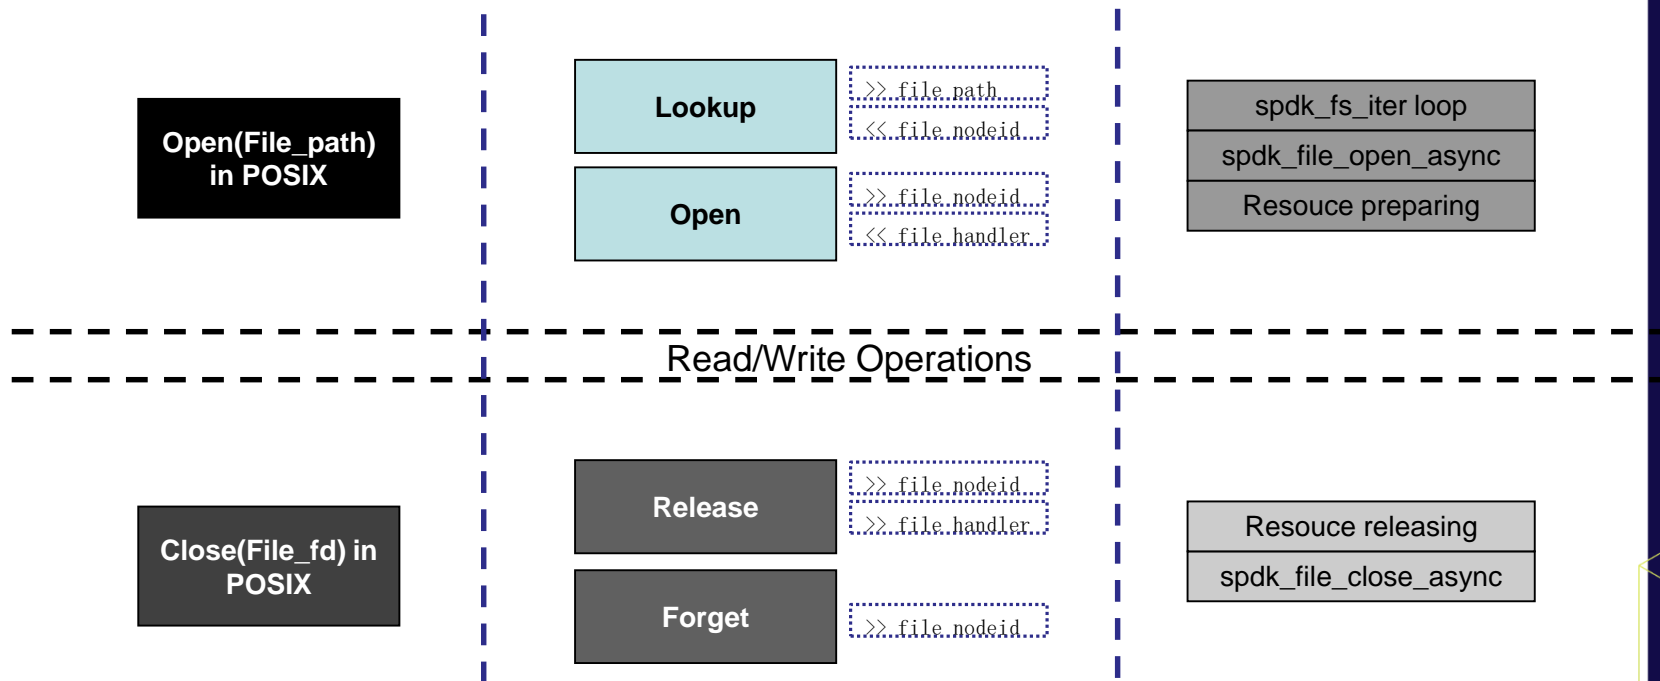 Open(File_path)
in POSIX
Lookup
>> file nodeid
Open
>> file path
<< file nodeid
<< file handler
spdk_fs_iter loop
spdk_file_open_async
Resouce preparing
Read/Write Operations
Close(File_fd) in
POSIX
Release
>> file nodeid
>> file handler
Forget
>> file nodeid
Resouce releasing
spdk_file_close_async